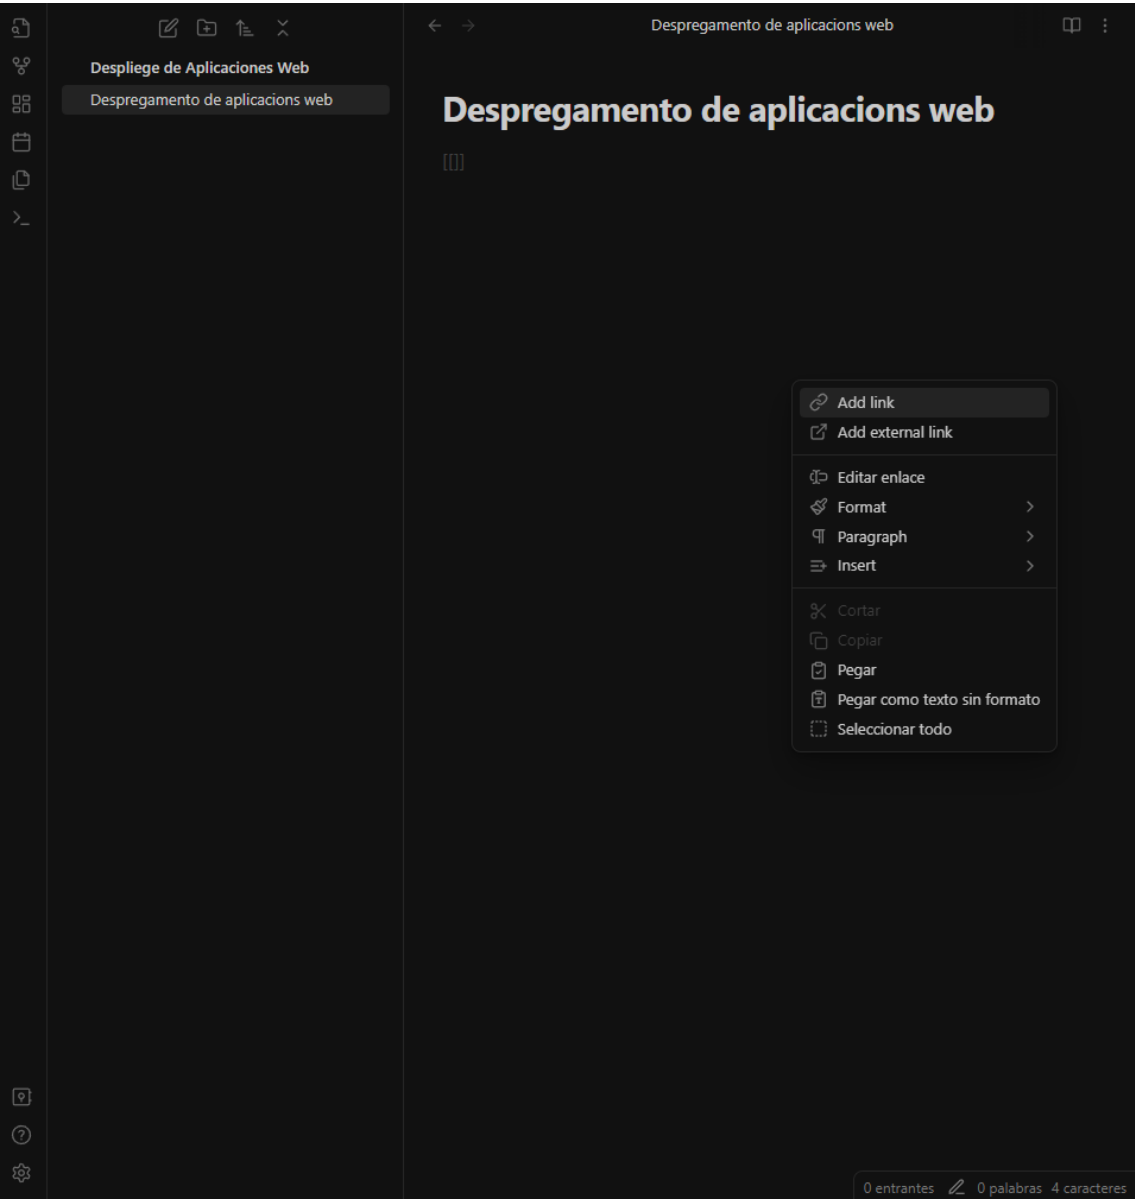 Despregamento de aplicacions web
Despliege de Aplicaciones Web
Despregamento de aplicacions web
Despregamento de aplicacions web
[[]]
Add link
Add external link
Editar enlace
Format
Paragraph
Insert
Cortar
Copiar
Pegar
Pegar como texto sin formato
Seleccionar todo
0 entrantes 0 palabras 4 caracteres